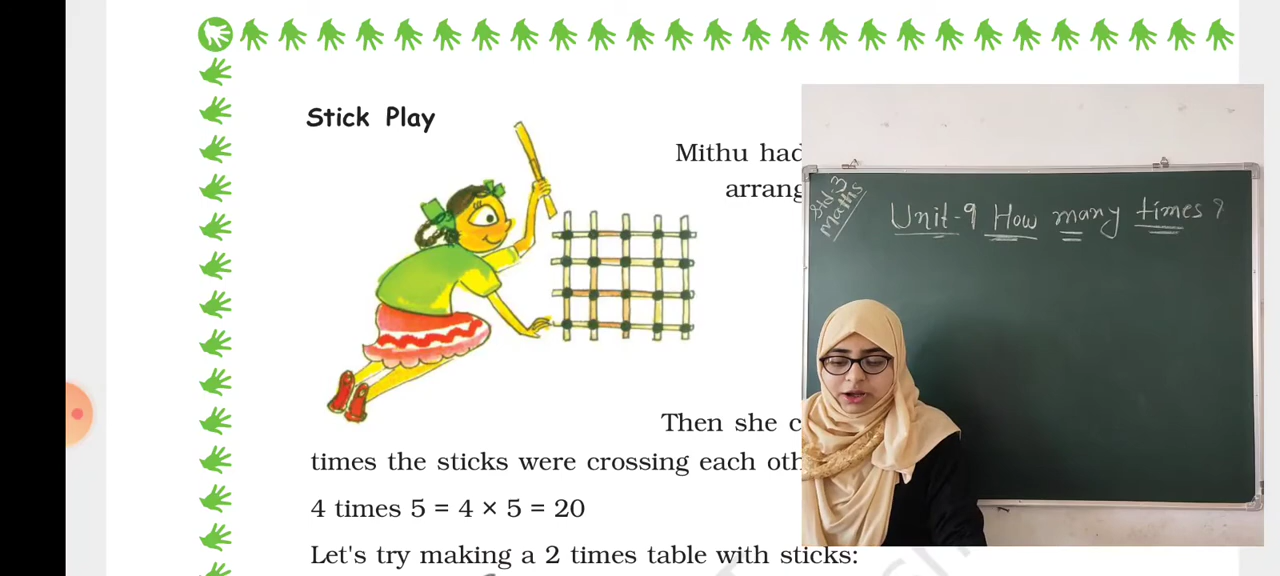 Stick Play
Mithu had
arrang
Then she c
times the sticks were crossing each oth
4 times 5 = 4 × 5 = 20
Let's try making a 2 times table with sticks:
Std. 3
Maths
Unit-9 How many times ?